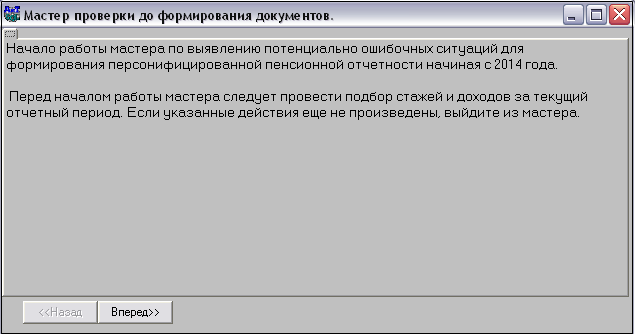 Мастер проверки до формирования документов.
Начало работы мастера по выявлению потенциально ошибочных ситуаций для
формирования персонифицированной пенсионной отчетности начиная с 2014 года.
Перед началом работы мастера следует провести подбор стажей и доходов за текущий
отчетный период. Если указанные действия еще не произведены, выйдите из мастера.
<<Назад Вперед>>